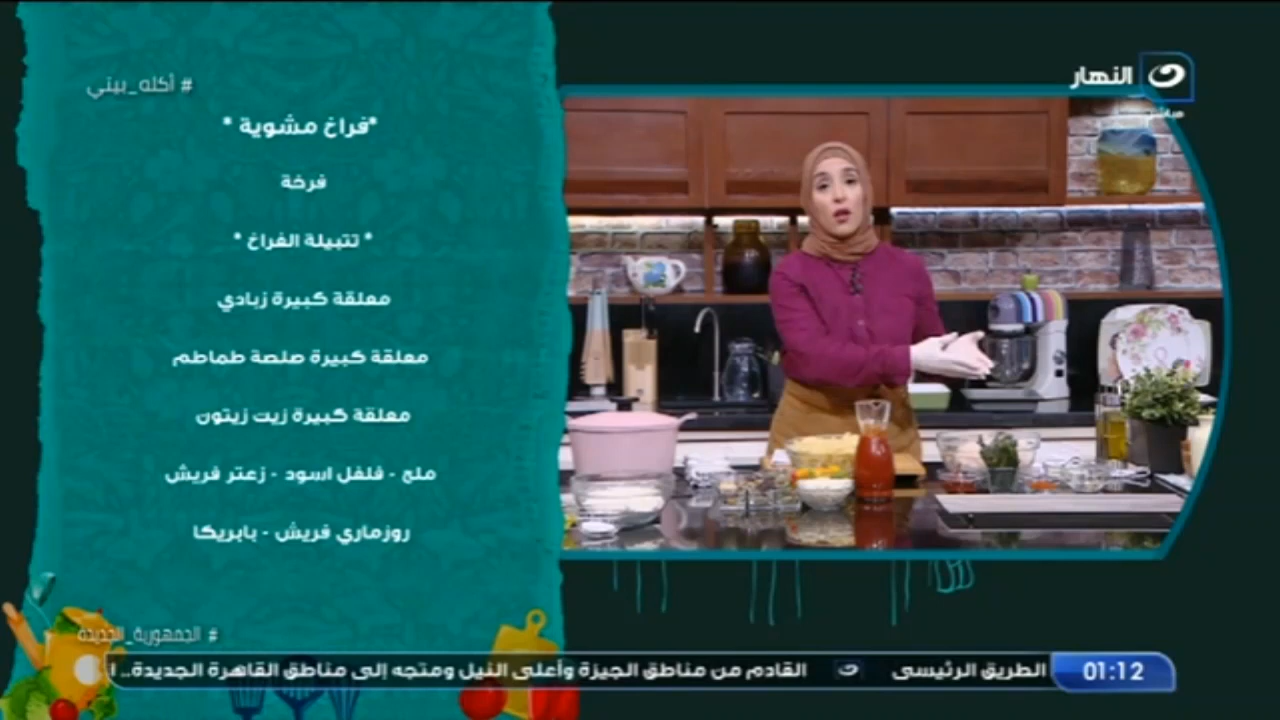 # أكله_بيتي
*فراخ مشوية *
فرخة
* تتبيلة الفراخ *
معلقة كبيرة زبادي
معلقة كبيرة صلصة طماطم
معلقة كبيرة زيت زيتون
ملح - فلفل اسود - زعتر فريش
روزماري فريش - بابريكا
# الجمهورية_الجديدة
النهار
مباشر
01:12
الطريق الرئيسى
القادم من مناطق الجيزة وأعلى النيل ومتجه إلى مناطق القاهرة الجديدة.. ا